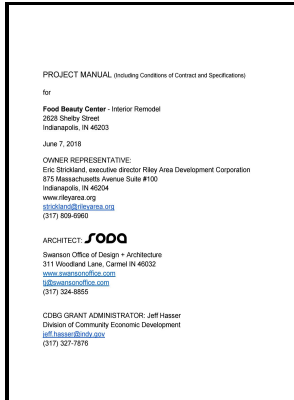 PROJECT MANUAL (Including Conditions of Contract and Specifications)
for
Food Beauty Center - Interior Remodel
2628 Shelby Street
Indianapolis, IN 46203
June 7, 2018
OWNER REPRESENTATIVE:
Eric Strickland, executive director Riley Area Development Corporation
875 Massachusetts Avenue Suite #100
Indianapolis, IN 46204
www.rileyarea.org
strickland@rileyarea.org
(317) 809-6960
ARCHITECT: SODA
Swanson Office of Design + Architecture
311 Woodland Lane, Carmel IN 46032
www.swansonoffice.com
tj@swansonoffice.com
(317) 324-8855
CDBG GRANT ADMINISTRATOR: Jeff Hasser
Division of Community Economic Development
jeff.hasser@indy.gov
(317) 327-7876